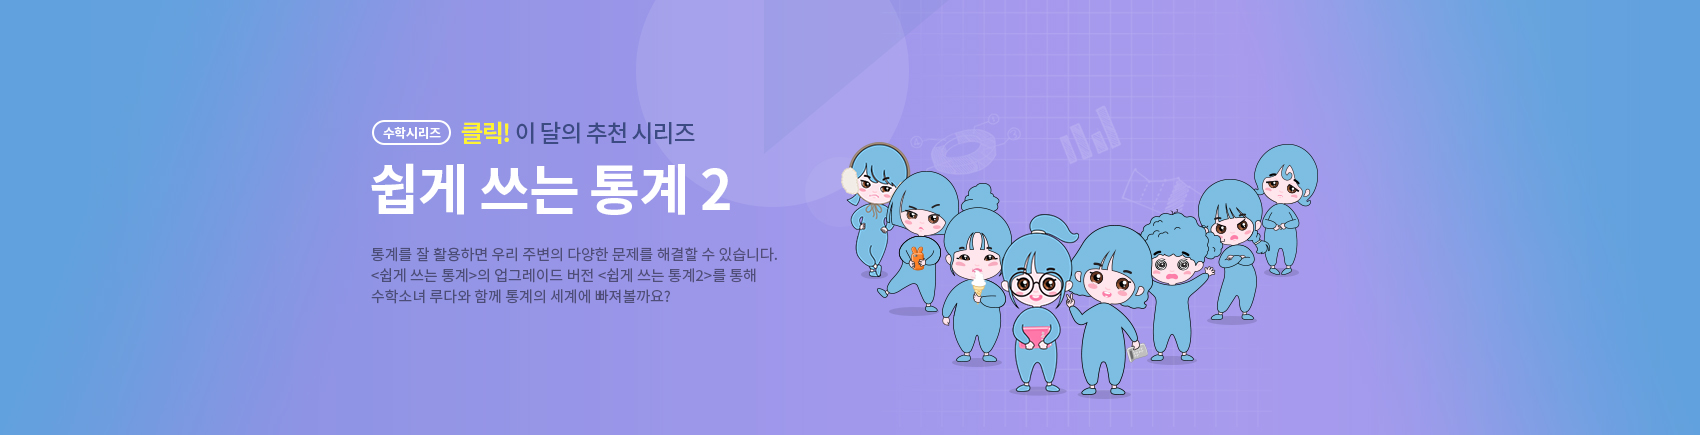 수학시리즈 클릭! 이 달의 추천 시리즈
쉽게 쓰는 통계 2
통계를 잘 활용하면 우리 주변의 다양한 문제를 해결할 수 있습니다.
<쉽게 쓰는 통계>의 업그레이드 버전 <쉽게 쓰는 통계2>를 통해
수학소녀 루다와 함께 통계의 세계에 빠져볼까요?